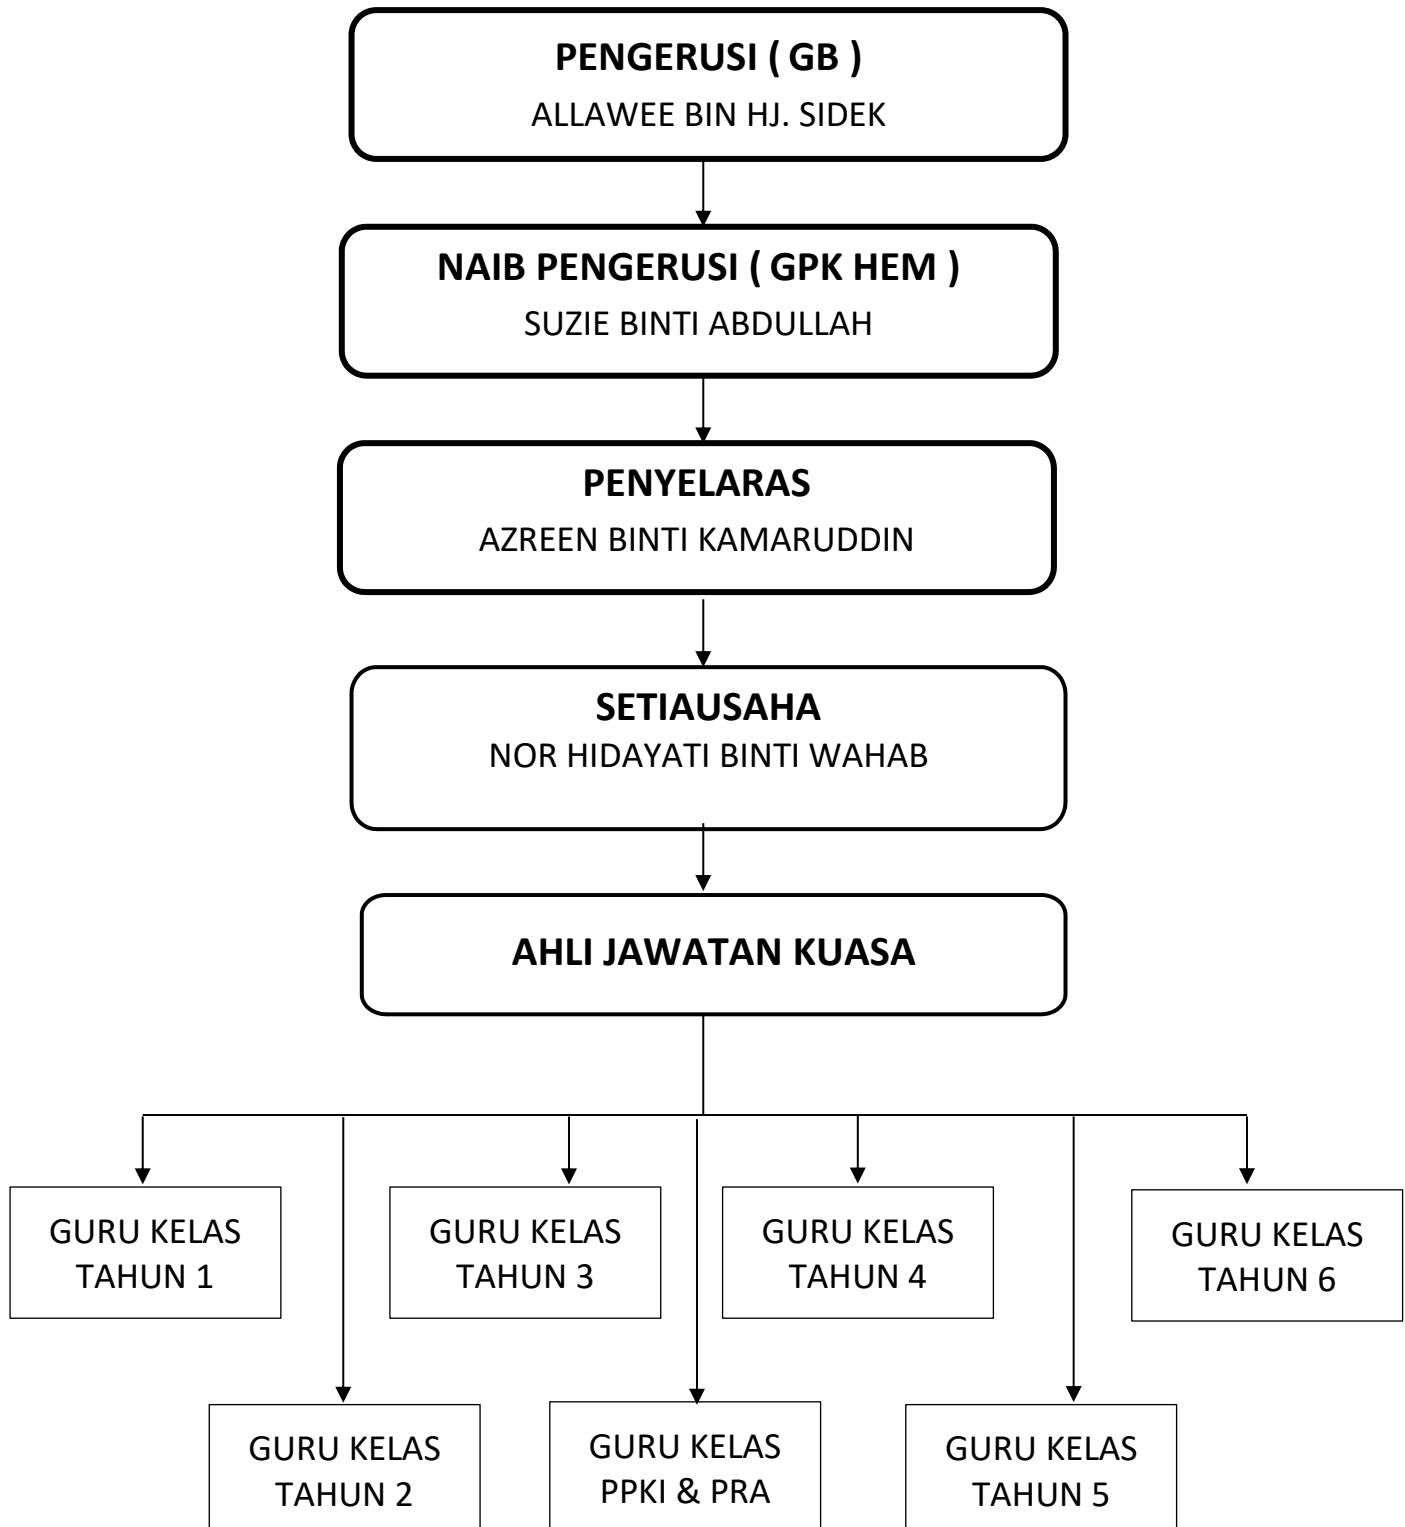 PENGERUSI ( GB )
ALLAWEE BIN HJ. SIDEK
NAIB PENGERUSI ( GPK HEM )
SUZIE BINTI ABDULLAH
PENYELARAS
AZREEN BINTI KAMARUDDIN
SETIAUSAHA
NOR HIDAYATI BINTI WAHAB
AHLI JAWATAN KUASA
GURU KELAS
TAHUN 1
GURU KELAS
TAHUN 3
GURU KELAS
TAHUN 4
GURU KELAS
TAHUN 6
GURU KELAS
TAHUN 2
GURU KELAS
PPKI & PRA
GURU KELAS
TAHUN 5